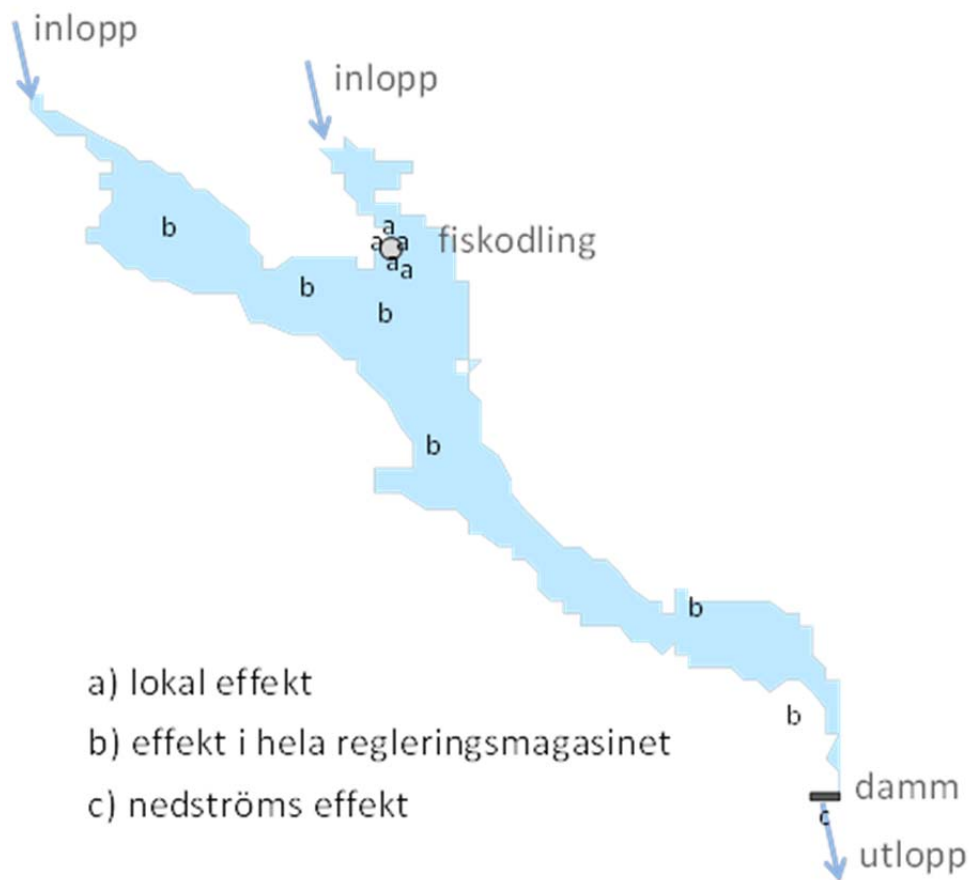 inlopp
inlopp
b
a
a a
fiskodling
a a
b
b
b
b
a) lokal effekt
b
b) effekt i hela regleringsmagasinet
damm
c) nedströms effekt
c
utlopp